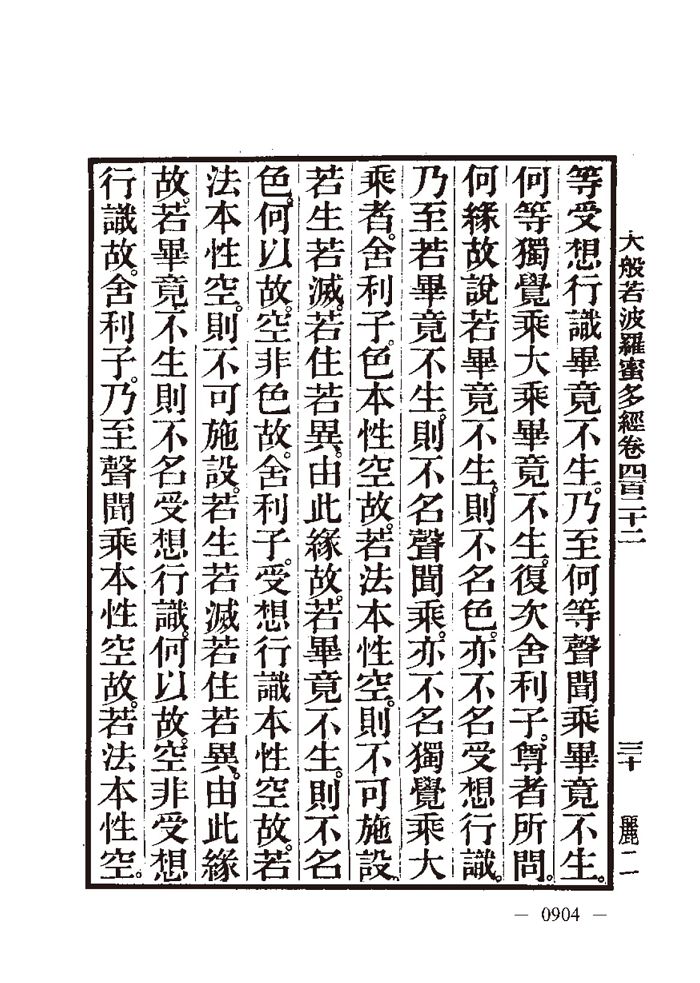 大般若波羅蜜多經卷四百二十二
三十
麗二
等受想行識畢竟不生。乃至何等聲聞乘畢竟不生。
何等獨覺乘大乘畢竟不生。復次舍利子。尊者所問。
何緣故說若畢竟不生。則不名色。亦不名受想行識。
乃至若畢竟不生。則不名聲聞乘。亦不名獨覺乘大
乘者。舍利子。色本性空故。若法本性空。則不可施設。
若生若滅。若住若異。由此緣故。若畢竟不生。則不名
色。何以故。空非色故。舍利子。受想行識本性空故。若
法本性空。則不可施設。若生若滅若住若異。由此緣
故。若畢竟不生則不名受想行識。何以故。空非受想
行識故。舍利子。乃至聲聞乘本性空故。若法本性空。
— 0904 —